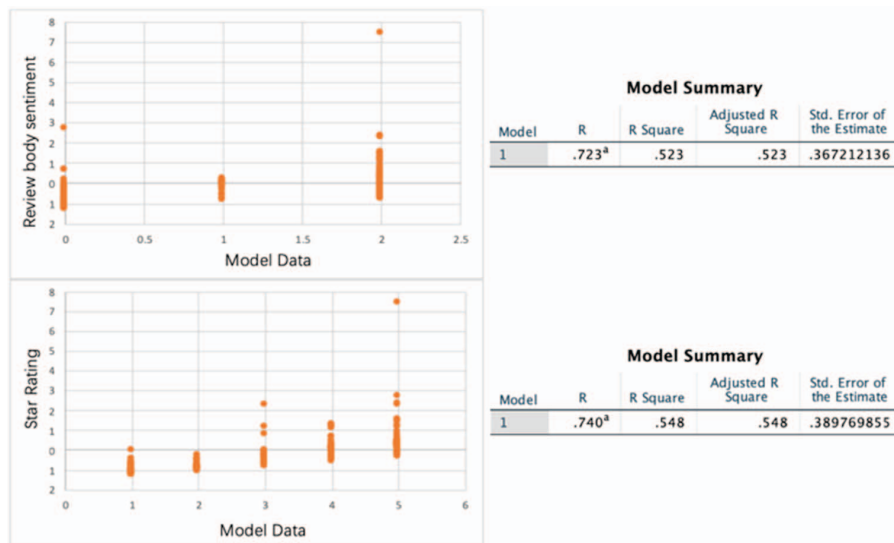 8
7
6
5
4
3
2
1
0
1
2
Review body sentiment
0 0.5 1 1.5 2 2.5
Model Data
Model Summary
Model R R Square Adjusted R Square Std. Error of the Estimate
1 .723a .523 .523 .367212136
8
7
6
5
4
3
2
1
0
1
2
Star Rating
0 1 2 3 4 5 6
Model Data
Model Summary
Model R R Square Adjusted R Square Std. Error of the Estimate
1 .740a .548 .548 .389769855